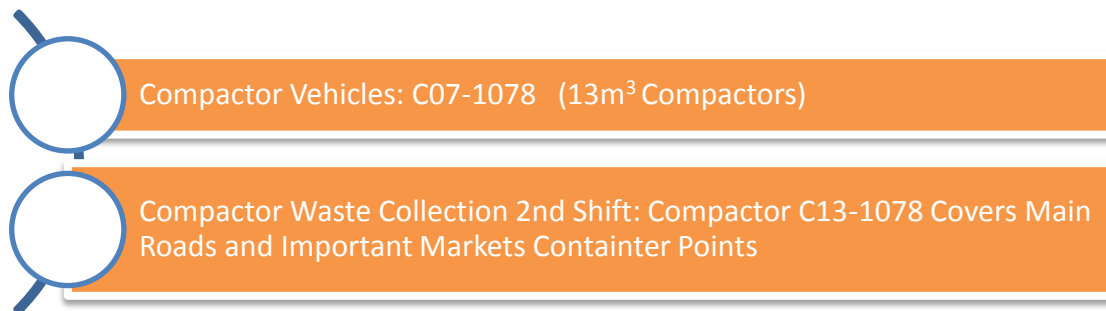 Compactor Vehicles: C07-1078 (13m³ Compactors)
Compactor Waste Collection 2nd Shift: Compactor C13-1078 Covers Main
Roads and Important Markets Containter Points